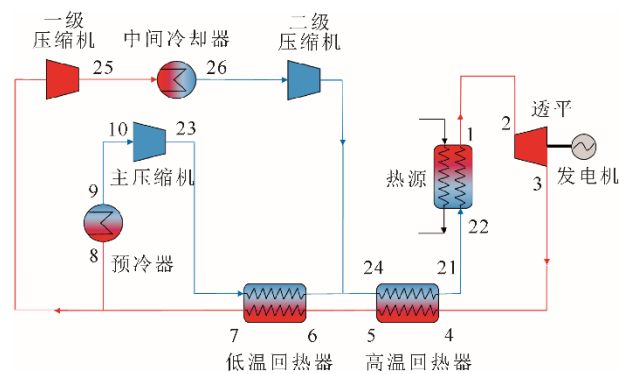 一级
压缩机
中间冷却器
二级
压缩机
25
26
10
23
主压缩机
9
8
预冷器
1
热源
22
2
透平
3
发电机
24
21
7
6
5
4
低温回热器
高温回热器